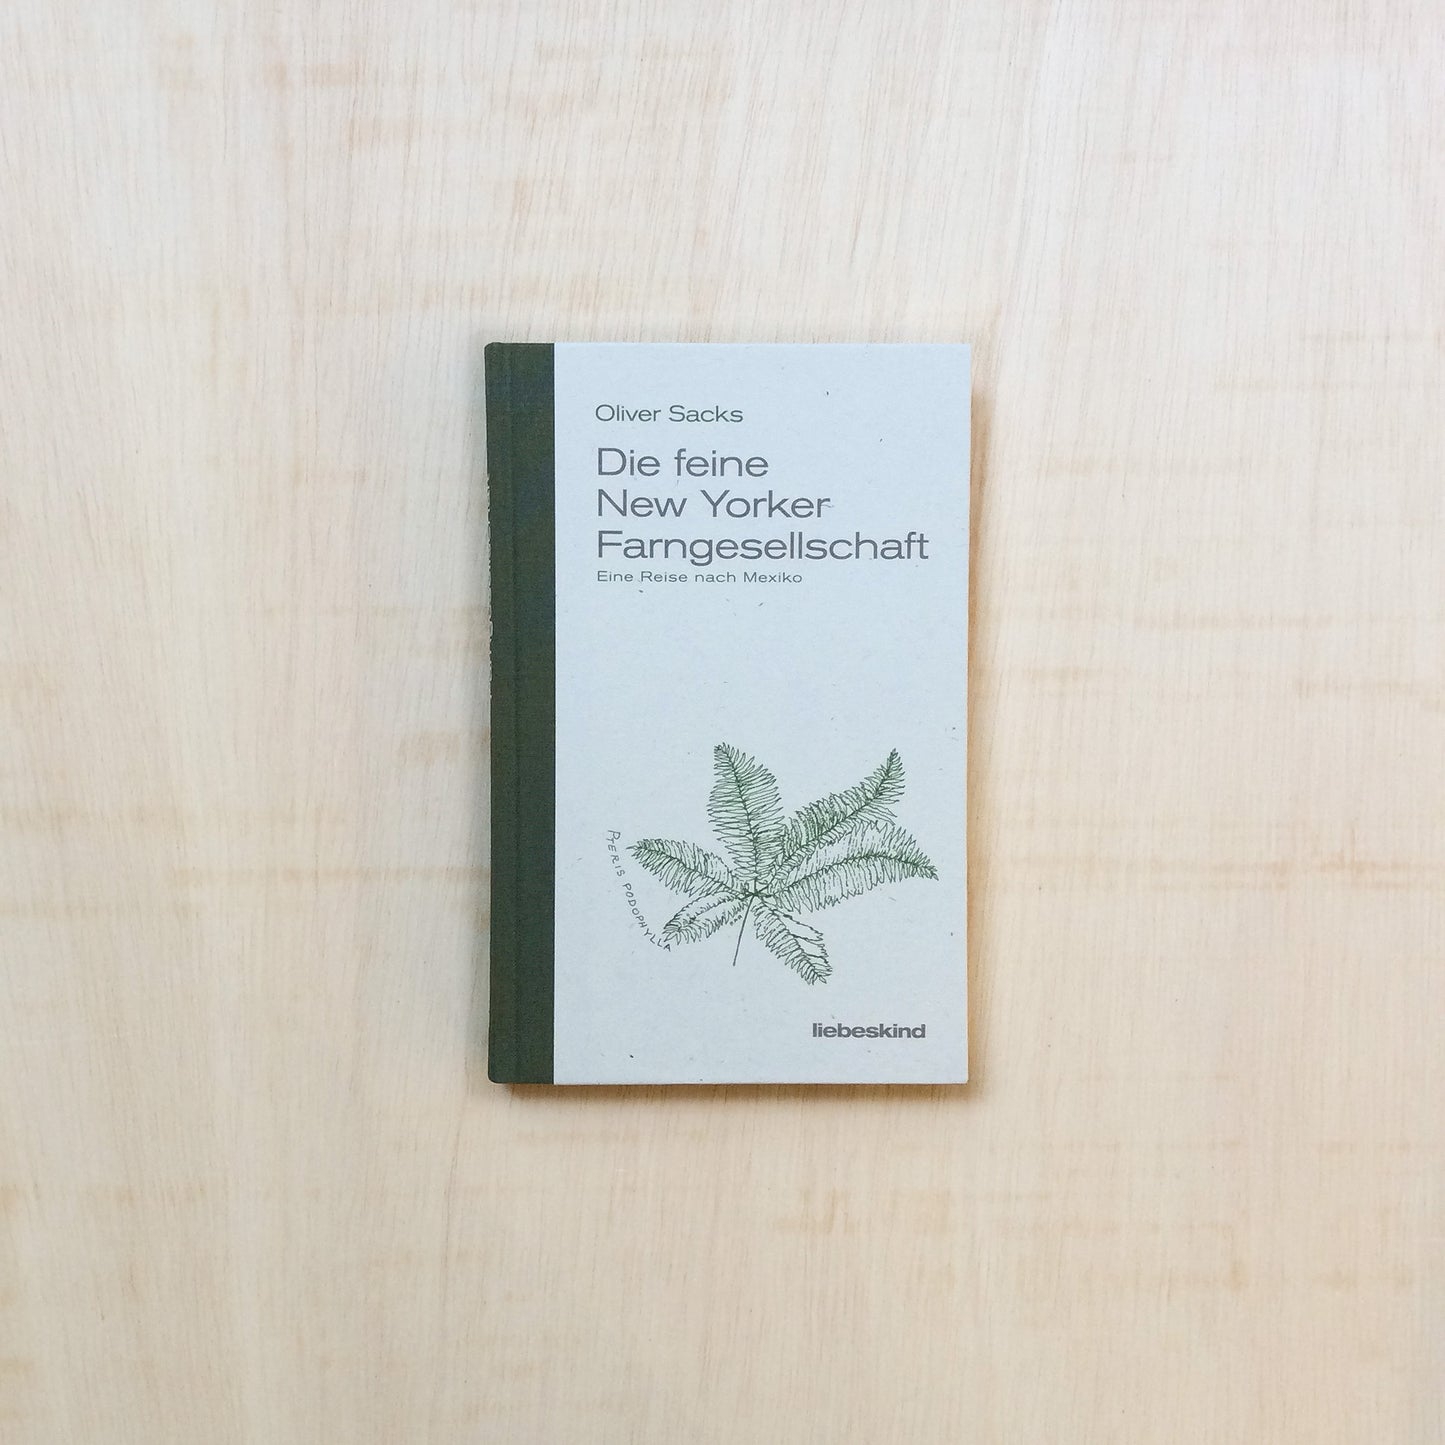 Oliver Sacks
Die feine
New Yorker
Farngesellschaft
Eine Reise nach Mexiko
PTERIS PODOPHYLLA
liebeskind